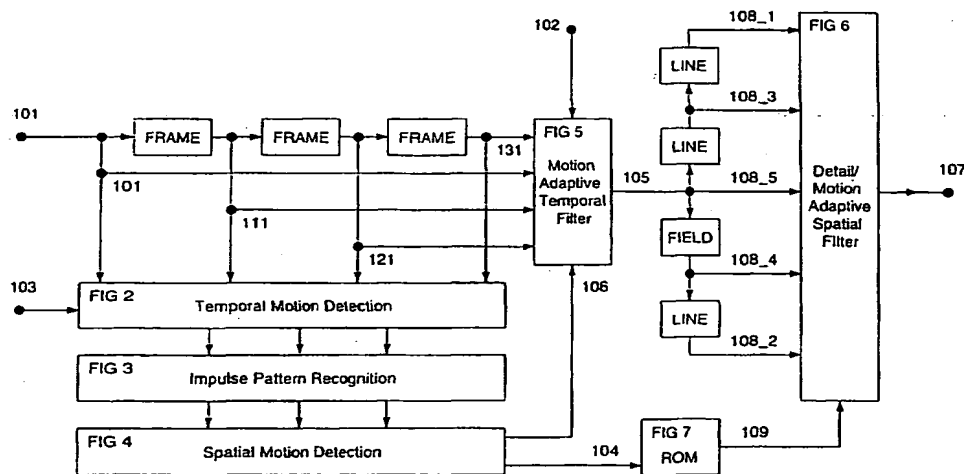 108_1
102
FIG 6
LINE
101
108_3
FRAME
FRAME
FRAME
FIG 5
131
LINE
101
Motion
Adaptive
Temporal
Filter
105
108_5
Detail/
Motion
Adaptive
Spatial
Filter
107
111
FIELD
121
108_4
103
106
FIG 2
Temporal Motion Detection
LINE
108_2
FIG 3
Impulse Pattern Recognition
FIG 4
Spatial Motion Detection
104
FIG 7
ROM
109